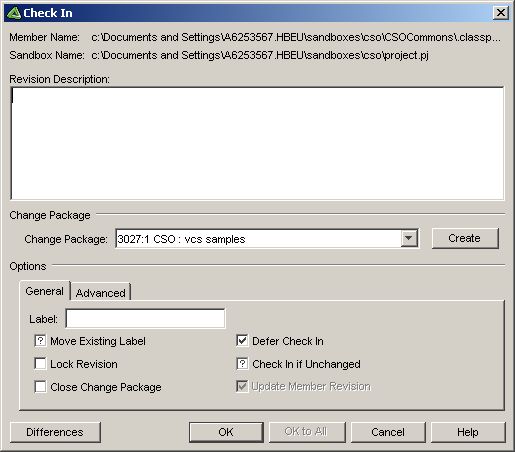 Check In
Member Name: c:\Documents and Settings\A6253567.HBEU\sandboxes\cso\CSOCommons\.classp...
Sandbox Name: c:\Documents and Settings\A6253567.HBEU\sandboxes\cso\project.pj
Revision Description:
Change Package
Change Package: 3027:1 CSO : vcs samples Create
Options
General Advanced
Label:
? Move Existing Label Defer Check In
Lock Revision ? Check In if Unchanged
Close Change Package Update Member Revision
Differences OK OK to All Cancel Help